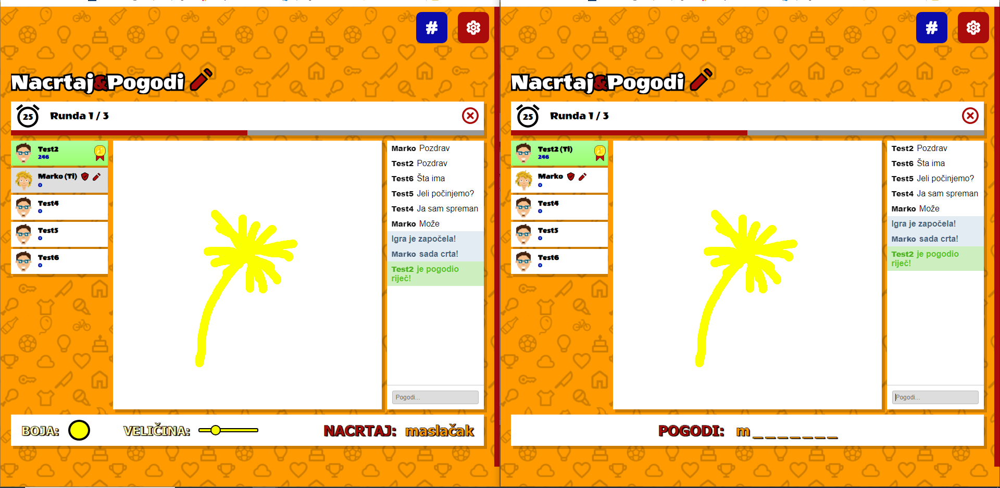 #
Nacrtaj&Pogodi
25
Runda 1 / 3
Test2
246
1
Marko (Ti)
0
Test4
0
Test5
0
Test6
0
Marko Pozdrav
Test2 Pozdrav
Test6 Šta ima
Test5 Jeli počinjemo?
Test4 Ja sam spreman
Marko Može
Igra je započela!
Marko sada crta!
Test2 je pogodio
riječ!
Pogodi...
BOJA:
VELIČINA:
NACRTAJ: maslačak
#
Nacrtaj&Pogodi
25
Runda 1 / 3
Test2 (Ti)
246
1
Marko
0
Test4
0
Test5
0
Test6
0
Test2 Pozdrav
Test6 Šta ima
Test5 Jeli počinjemo?
Test4 Ja sam spreman
Marko Može
Igra je započela!
Marko sada crta!
Test2 je pogodio
riječ!
Pogodi...
POGODI: m_______